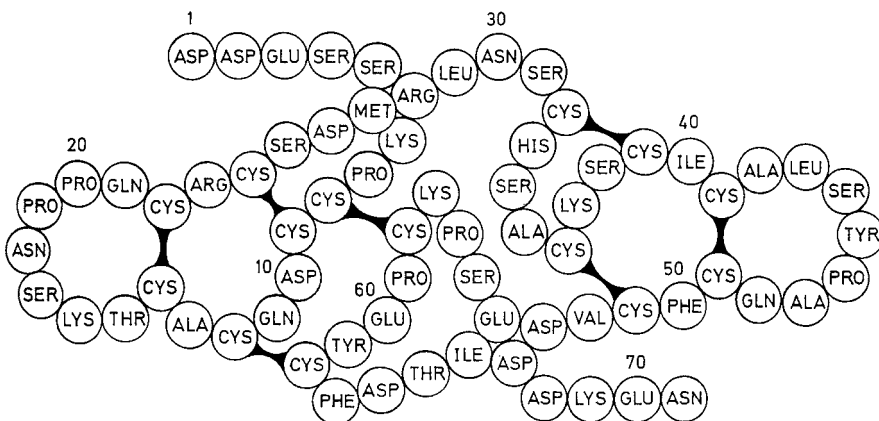 1 30
ASP ASP GLU SER SER ARG LEU ASN SER
SER ASP MET LYS CYS
20 40
HIS SER CYS ILE
PRO PRO GLN CYS ARG CYS CYS PRO LYS SER LYS CYS ALA LEU SER
ASN CYS CYS PRO ALA CYS TYR
SER CYS 10 ASP PRO SER 50 CYS PRO
LYS THR ALA CYS GLN 60 GLU GLU ASP VAL CYS PHE GLN ALA
CYS TYR ILE ASP
PHE ASP THR 70
ASP LYS GLU ASN